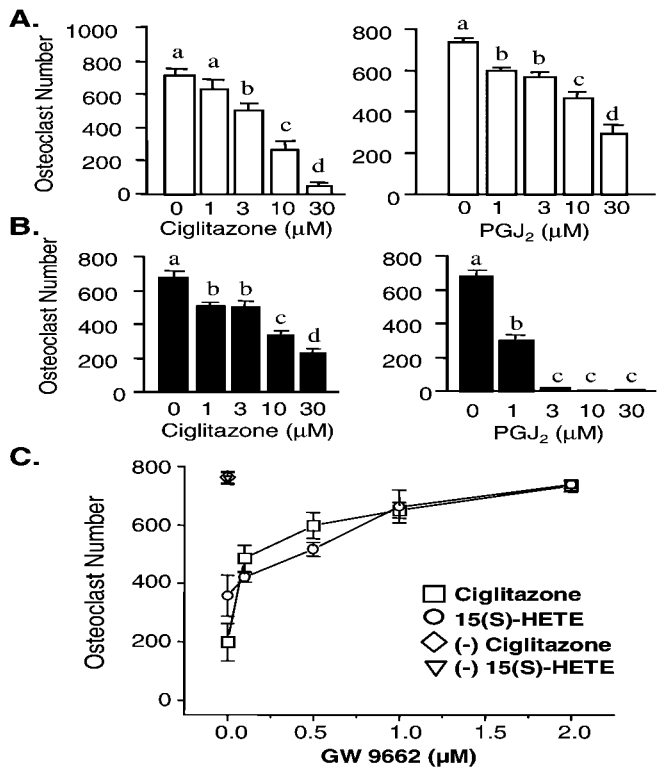 A.
Osteoclast Number
1000
800
600
400
200
0
a a b c d
0 1 3 10 30
Ciglitazone (μM)
800
600
400
200
0
a b b c d
0 1 3 10 30
PGJ2 (μM)
B.
Osteoclast Number
800
600
400
200
0
a b b c d
0 1 3 10 30
Ciglitazone (μM)
800
600
400
200
0
a b c c c
0 1 3 10 30
PGJ2 (μM)
C.
Osteoclast Number
800
600
400
200
0
Ciglitazone
15(S)-HETE
(-) Ciglitazone
(-) 15(S)-HETE
0.0 0.5 1.0 2.0
GW 9662 (μM)